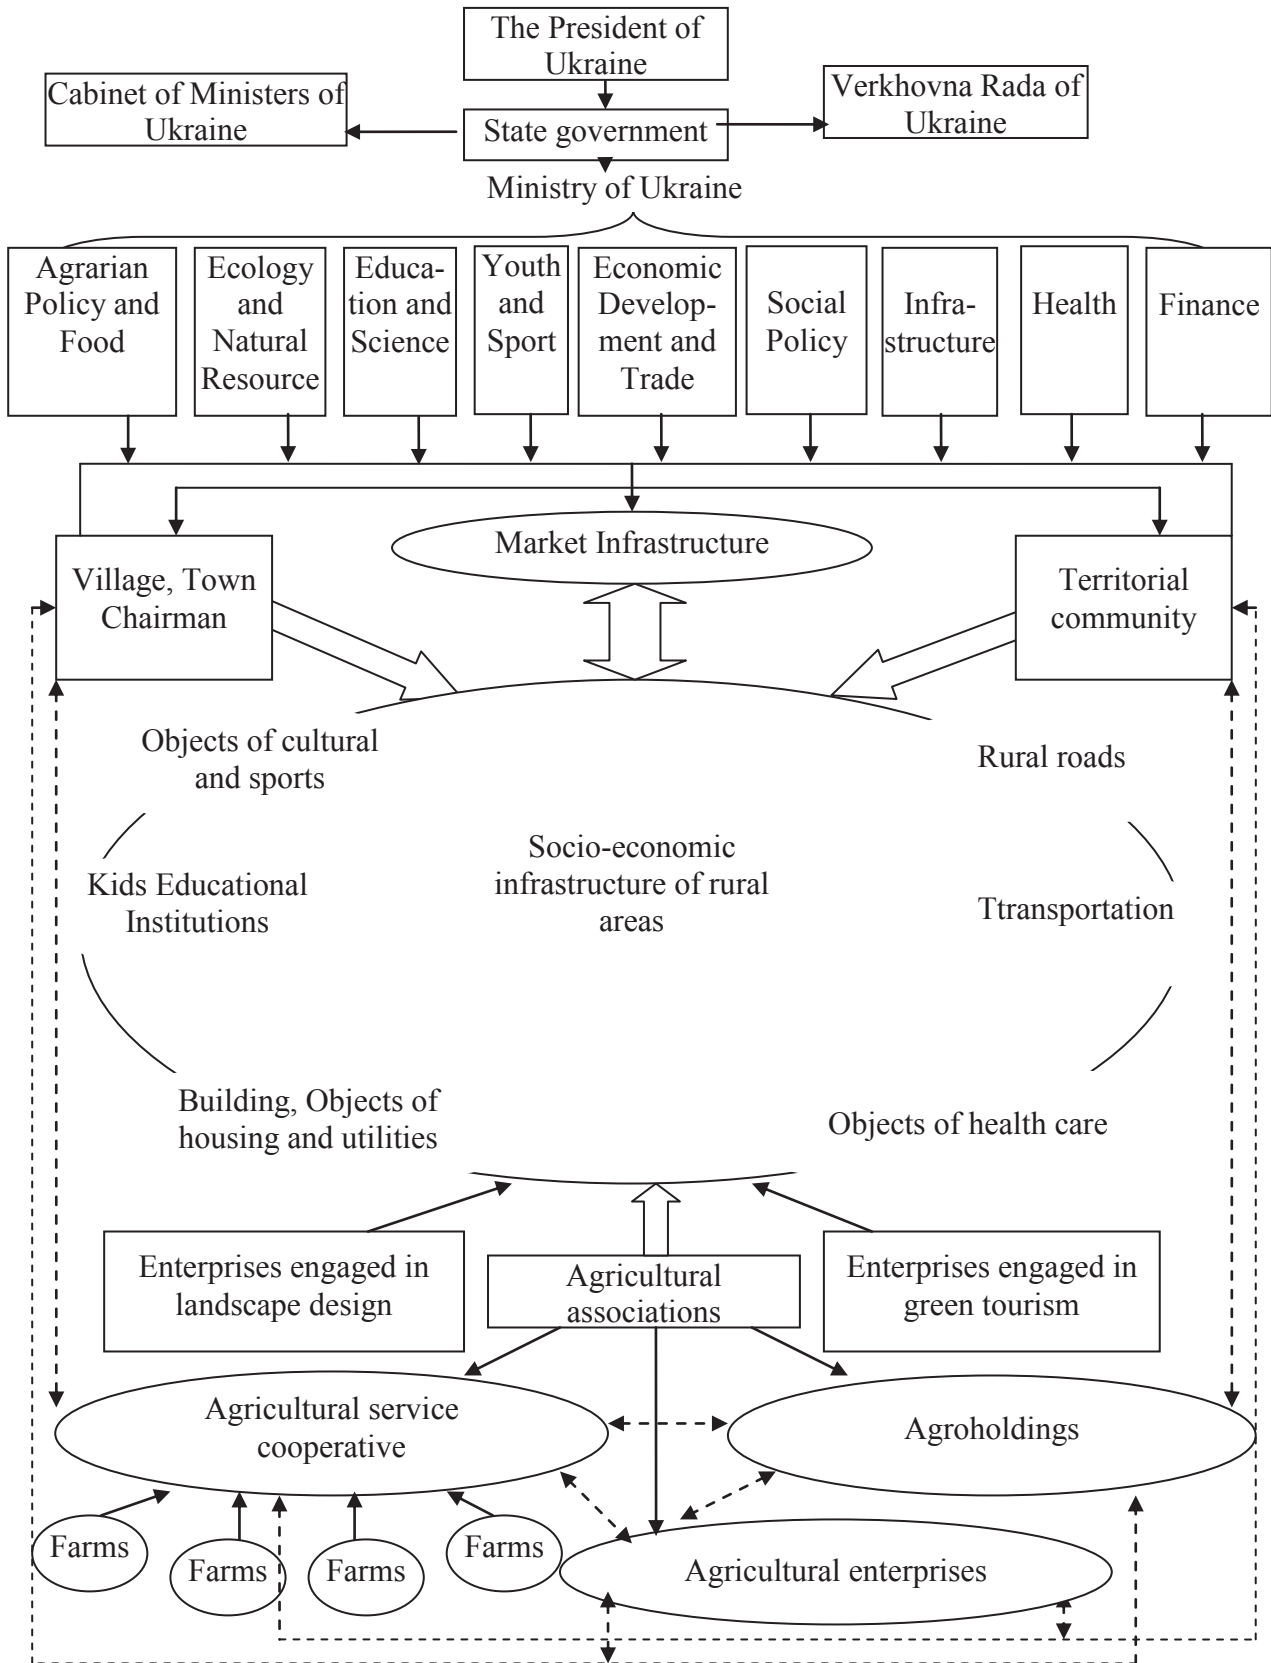 The President of
Ukraine
Cabinet of Ministers of
Ukraine
State government
Verkhovna Rada of
Ukraine
Ministry of Ukraine
Agrarian
Policy and
Food
Ecology
and
Natural
Resource
Educa-
tion and
Science
Youth
and
Sport
Economic
Develop-
ment and
Trade
Social
Policy
Infra-
structure
Health
Finance
Market Infrastructure
Village, Town
Chairman
Territorial
community
Objects of cultural
and sports
Rural roads
Socio-economic
infrastructure of rural
areas
Kids Educational
Institutions
Ttransportation
Building, Objects of
housing and utilities
Objects of health care
Enterprises engaged in
landscape design
Agricultural
associations
Enterprises engaged in
green tourism
Agricultural service
cooperative
Agroholdings
Farms
Farms
Farms
Farms
Agricultural enterprises